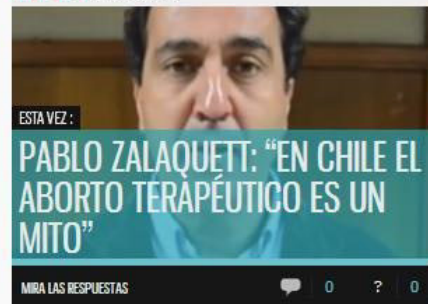 ESTA VEZ :
PABLO ZALAQUETT: “EN CHILE EL
ABORTO TERAPÉUTICO ES UN
MITO”
MIRA LAS RESPUESTAS 0 ? 0